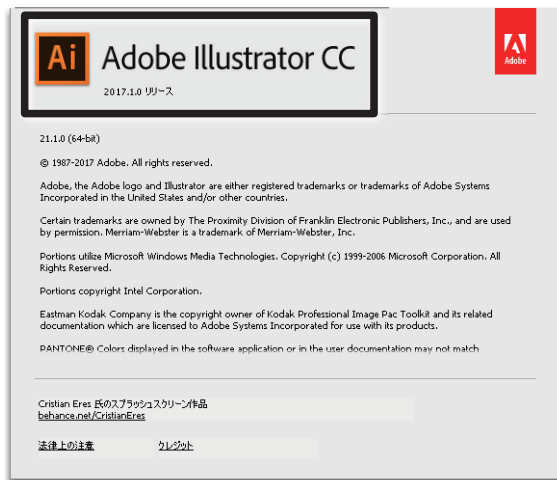 Ai Adobe Illustrator CC
Adobe
2017.1.0 リリース
21.1.0 (64-bit)
© 1987-2017 Adobe. All rights reserved.
Adobe, the Adobe logo and Illustrator are either registered trademarks or trademarks of Adobe Systems
Incorporated in the United States and/or other countries.
Certain trademarks are owned by The Proximity Division of Franklin Electronic Publishers, Inc., and are used
by permission. Merriam-Webster is a trademark of Merriam-Webster, Inc.
Portions utilize Microsoft Windows Media Technologies. Copyright (c) 1999-2006 Microsoft Corporation. All
Rights Reserved.
Portions copyright Intel Corporation.
Eastman Kodak Company is the copyright owner of Kodak Professional Image Pac Toolkit and its related
documentation which are licensed to Adobe Systems Incorporated for use with its products.
PANTONE® Colors displayed in the software application or in the user documentation may not match
Cristian Eres 氏のスプラッシュスクリーン作品
behance.net/CristianEres
法律上の注意 クレジット